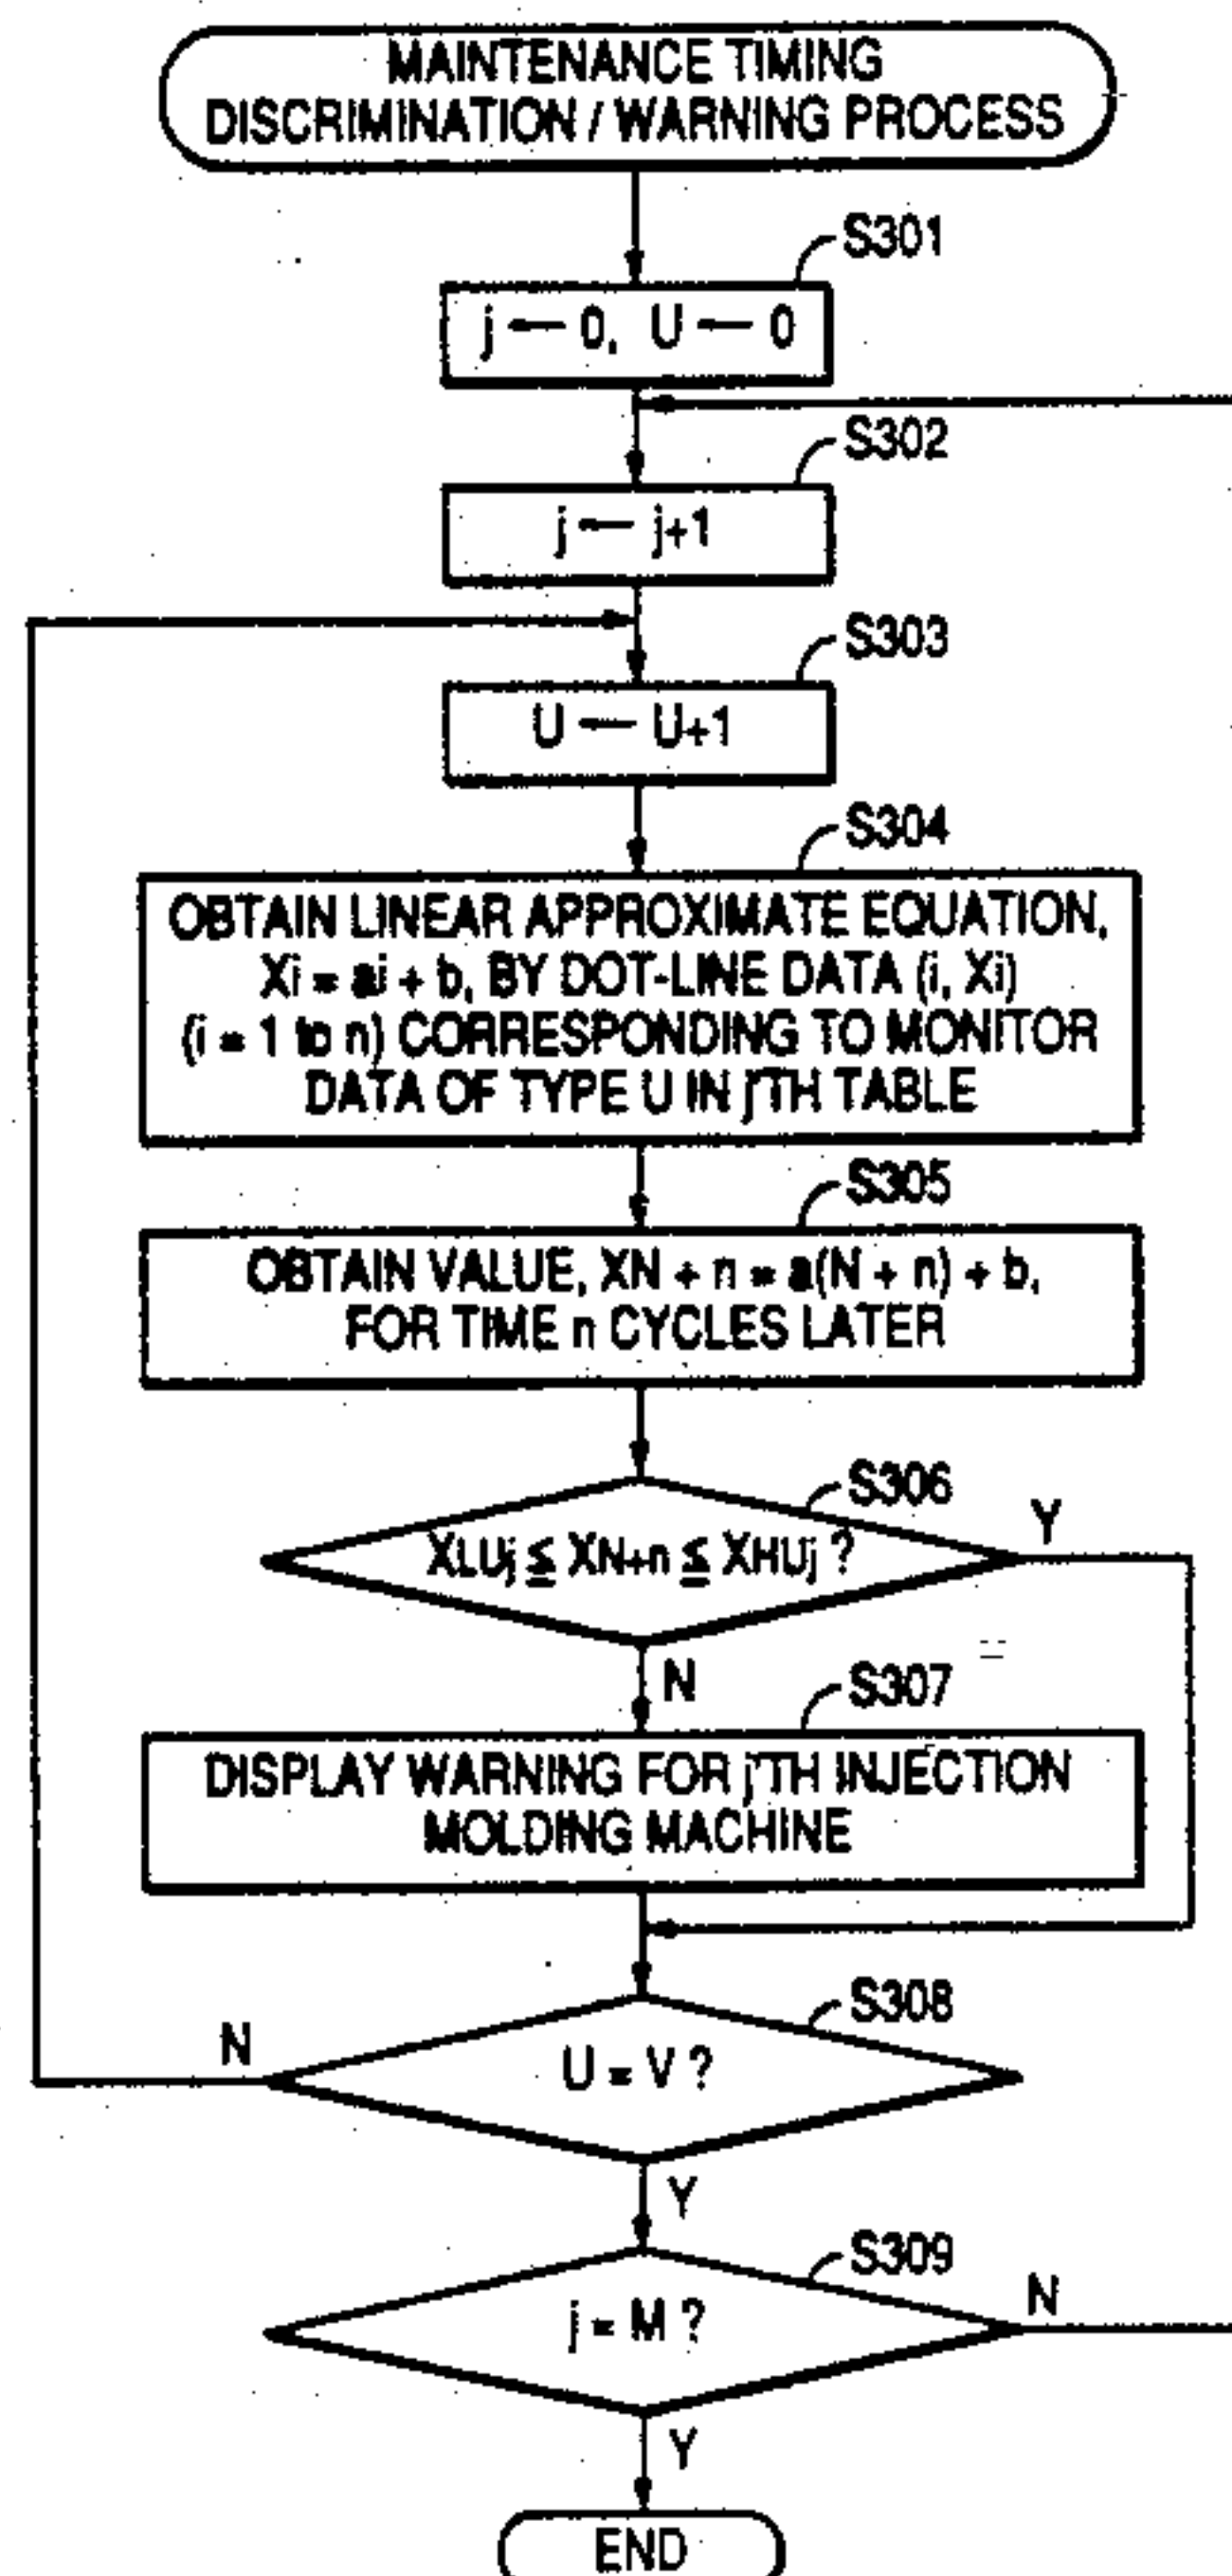 MAINTENANCE TIMING
DISCRIMINATION / WARNING PROCESS
S301
j ← 0, U ← 0
S302
j ← j+1
S303
U ← U+1
S304
OBTAIN LINEAR APPROXIMATE EQUATION,
Xi = ai + b, BY DOT-LINE DATA (i, Xi)
(i = 1 to n) CORRESPONDING TO MONITOR
DATA OF TYPE U IN j'TH TABLE
S305
OBTAIN VALUE, XN + n = a(N + n) + b,
FOR TIME n CYCLES LATER
S306
XLUj ≦ XN+n ≦ XHUj ?
Y
N
S307
DISPLAY WARNING FOR j'TH INJECTION
MOLDING MACHINE
S308
N
U = V ?
Y
S309
j = M ?
N
Y
END